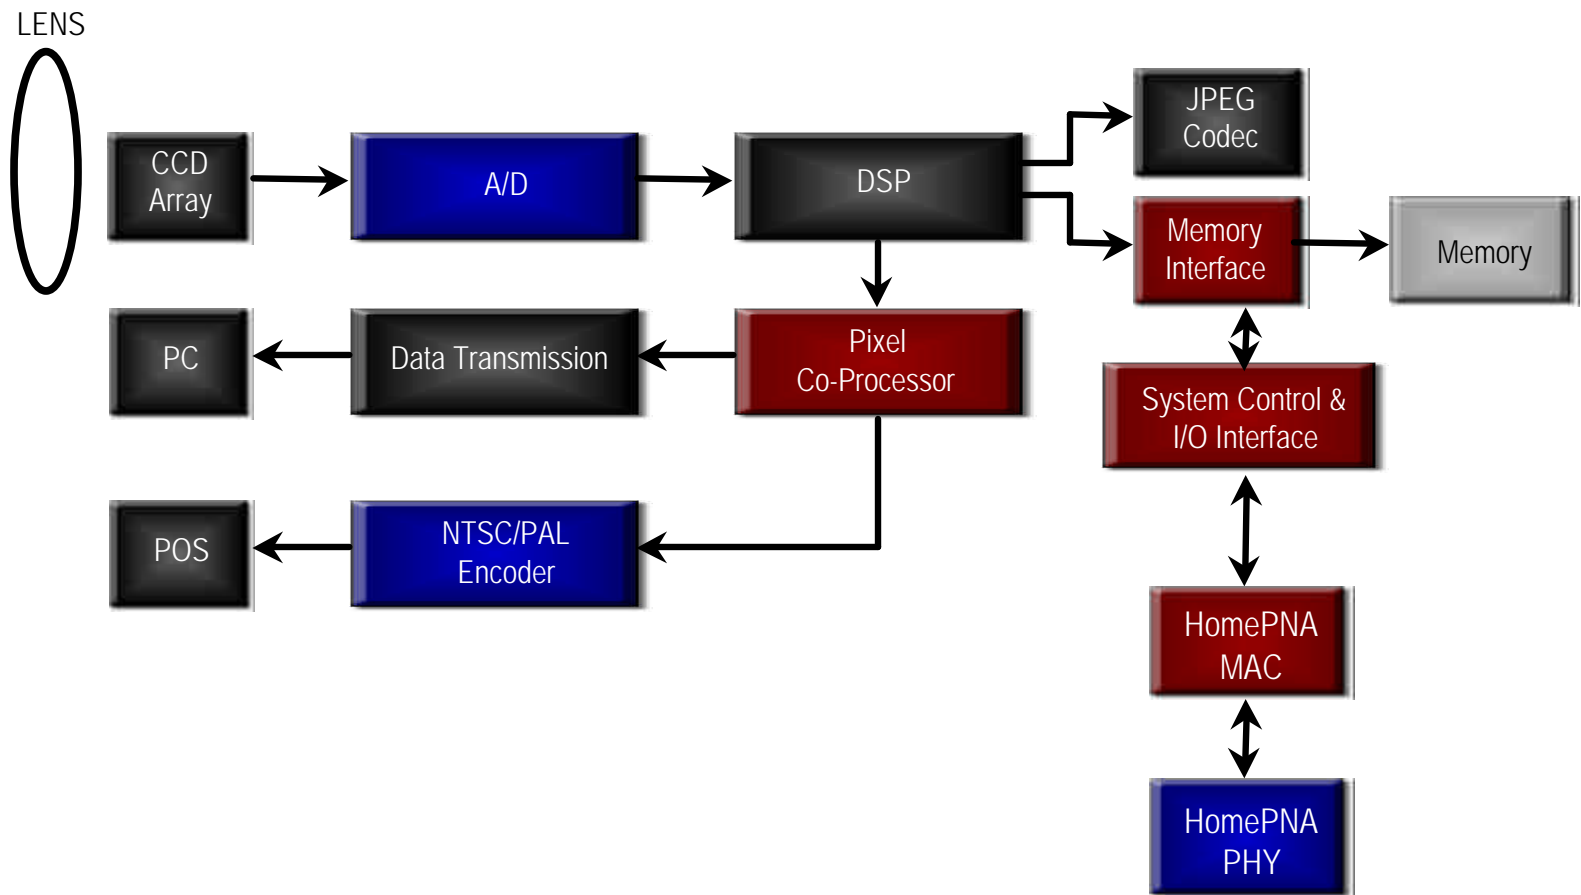 LENS
JPEG
Codec
CCD
Array
A/D
DSP
Memory
Interface
Memory
PC
Data Transmission
Pixel
Co-Processor
System Control &
I/O Interface
POS
NTSC/PAL
Encoder
HomePNA
MAC
HomePNA
PHY